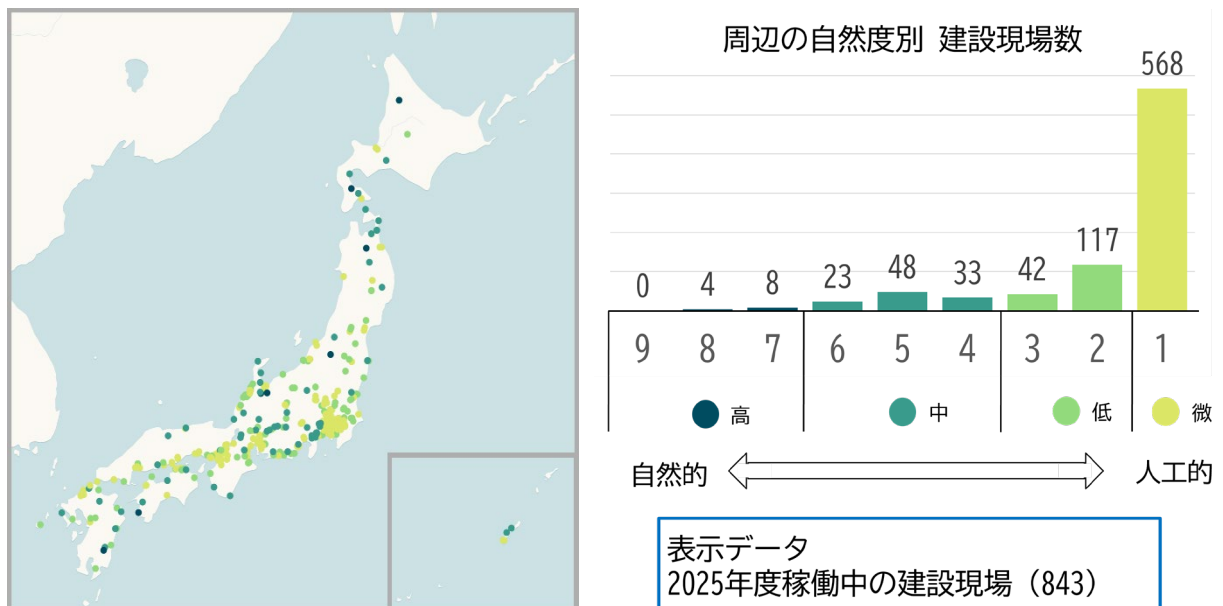 周辺の自然度別 建設現場数
568
117
0 4 8 23 48 33 42
9 8 7 6 5 4 3 2 1
高 中 低 微
自然的 人工的
表示データ
2025年度稼働中の建設現場（843）